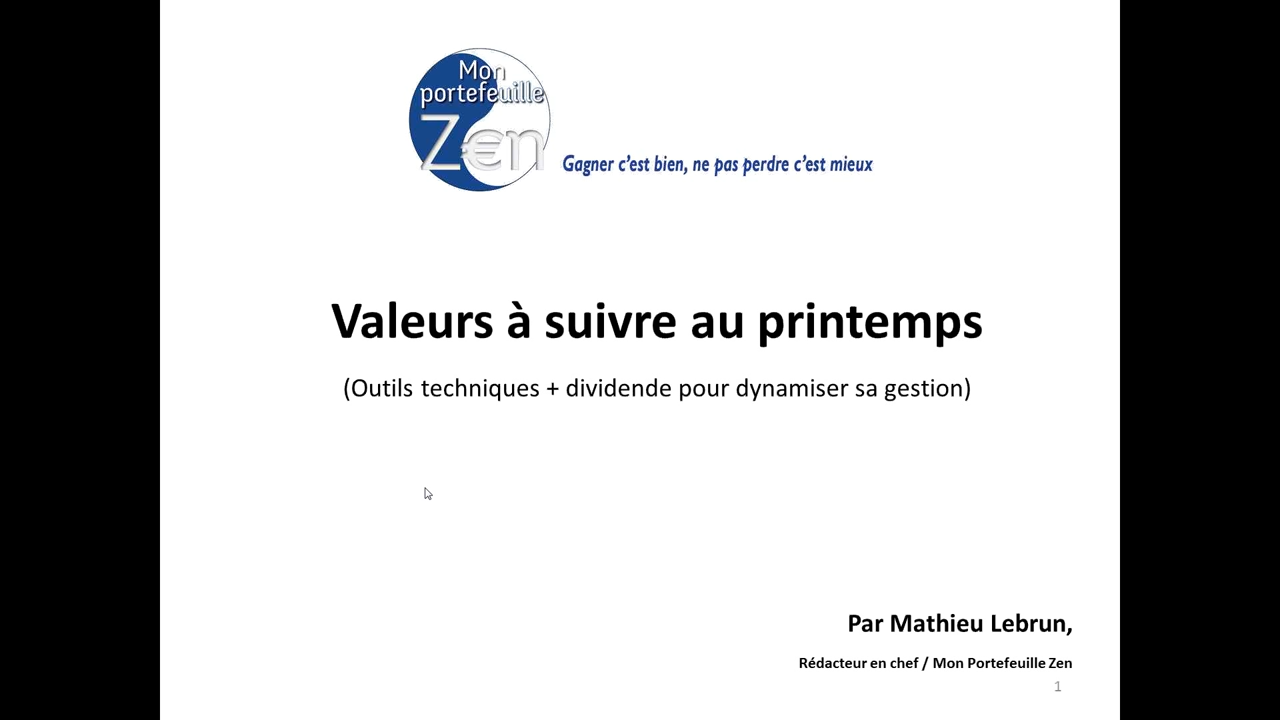 Mon
portefeuille
Z€n
Gagner c'est bien, ne pas perdre c'est mieux
Valeurs à suivre au printemps
(Outils techniques + dividende pour dynamiser sa gestion)
Par Mathieu Lebrun,
Rédacteur en chef / Mon Portefeuille Zen
1